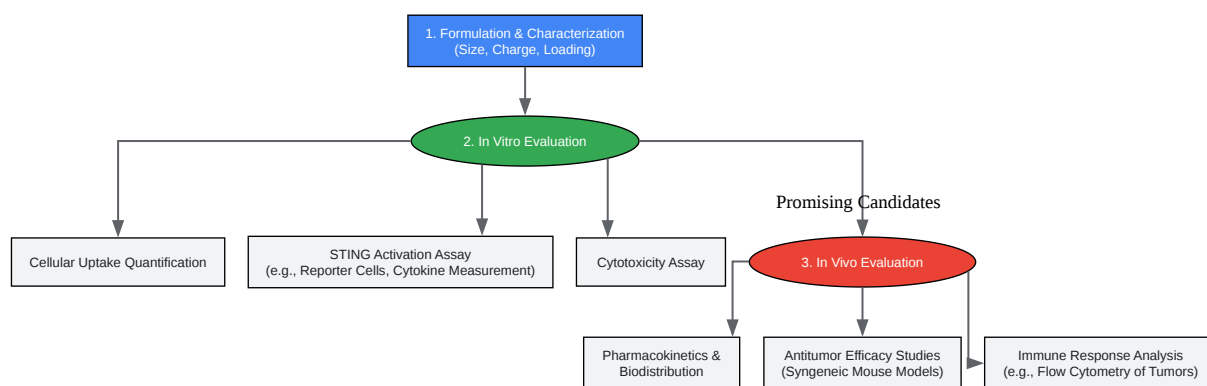 1. Formulation & Characterization
(Size, Charge, Loading)
2. In Vitro Evaluation
Promising Candidates
Cellular Uptake Quantification
STING Activation Assay
(e.g., Reporter Cells, Cytokine Measurement)
Cytotoxicity Assay
3. In Vivo Evaluation
Pharmacokinetics &
Biodistribution
Antitumor Efficacy Studies
(Syngeneic Mouse Models)
Immune Response Analysis
(e.g., Flow Cytometry of Tumors)